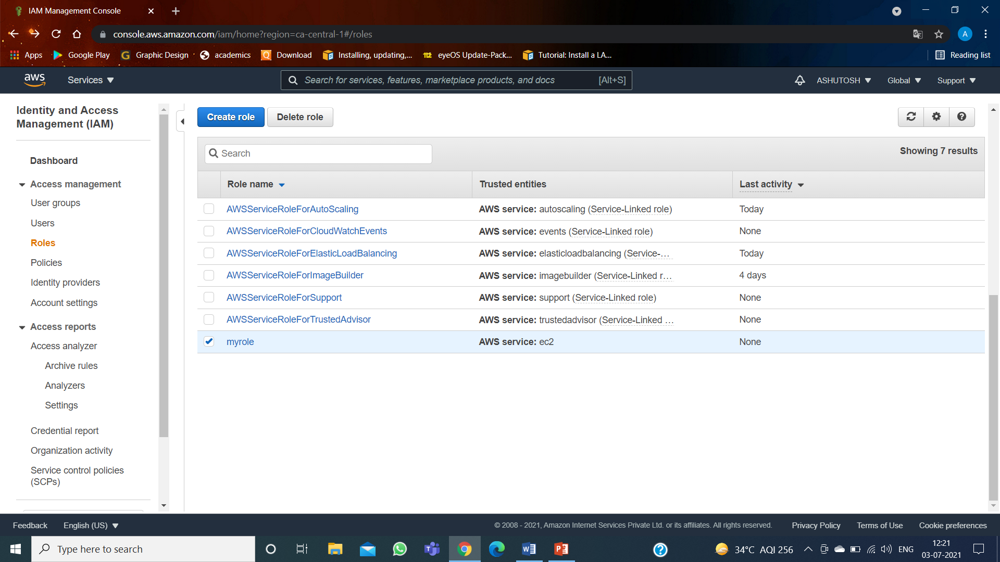 IAM Management Console
console.aws.amazon.com/iam/home?region=ca-central-1#/roles
A
Apps
Google Play
Graphic Design
academics
Download
Installing, updating,...
eyeOS Update-Pack...
Tutorial: Install a LA...
Reading list
aws
Services
Search for services, features, marketplace products, and docs
[Alt+S]
ASHUTOSH
Global
Support
Identity and Access
Management (IAM)
Dashboard
Access management
User groups
Users
Roles
Policies
Identity providers
Account settings
Access reports
Access analyzer
Archive rules
Analyzers
Settings
Credential report
Organization activity
Service control policies
(SCPs)
Create role
Delete role
Search
Showing 7 results
Role name Trusted entities Last activity
AWSServiceRoleForAutoScaling AWS service: autoscaling (Service-Linked role) Today
AWSServiceRoleForCloudWatchEvents AWS service: events (Service-Linked role) None
AWSServiceRoleForElasticLoadBalancing AWS service: elasticloadbalancing (Service-... Today
AWSServiceRoleForImageBuilder AWS service: imagebuilder (Service-Linked r... 4 days
AWSServiceRoleForSupport AWS service: support (Service-Linked role) None
AWSServiceRoleForTrustedAdvisor AWS service: trustedadvisor (Service-Linked ... None
myrole AWS service: ec2 None
Feedback
English (US)
© 2008 - 2021, Amazon Internet Services Private Ltd. or its affiliates. All rights reserved.
Privacy Policy
Terms of Use
Cookie preferences
Type here to search
34°C AQI 256
ENG
12:21
03-07-2021